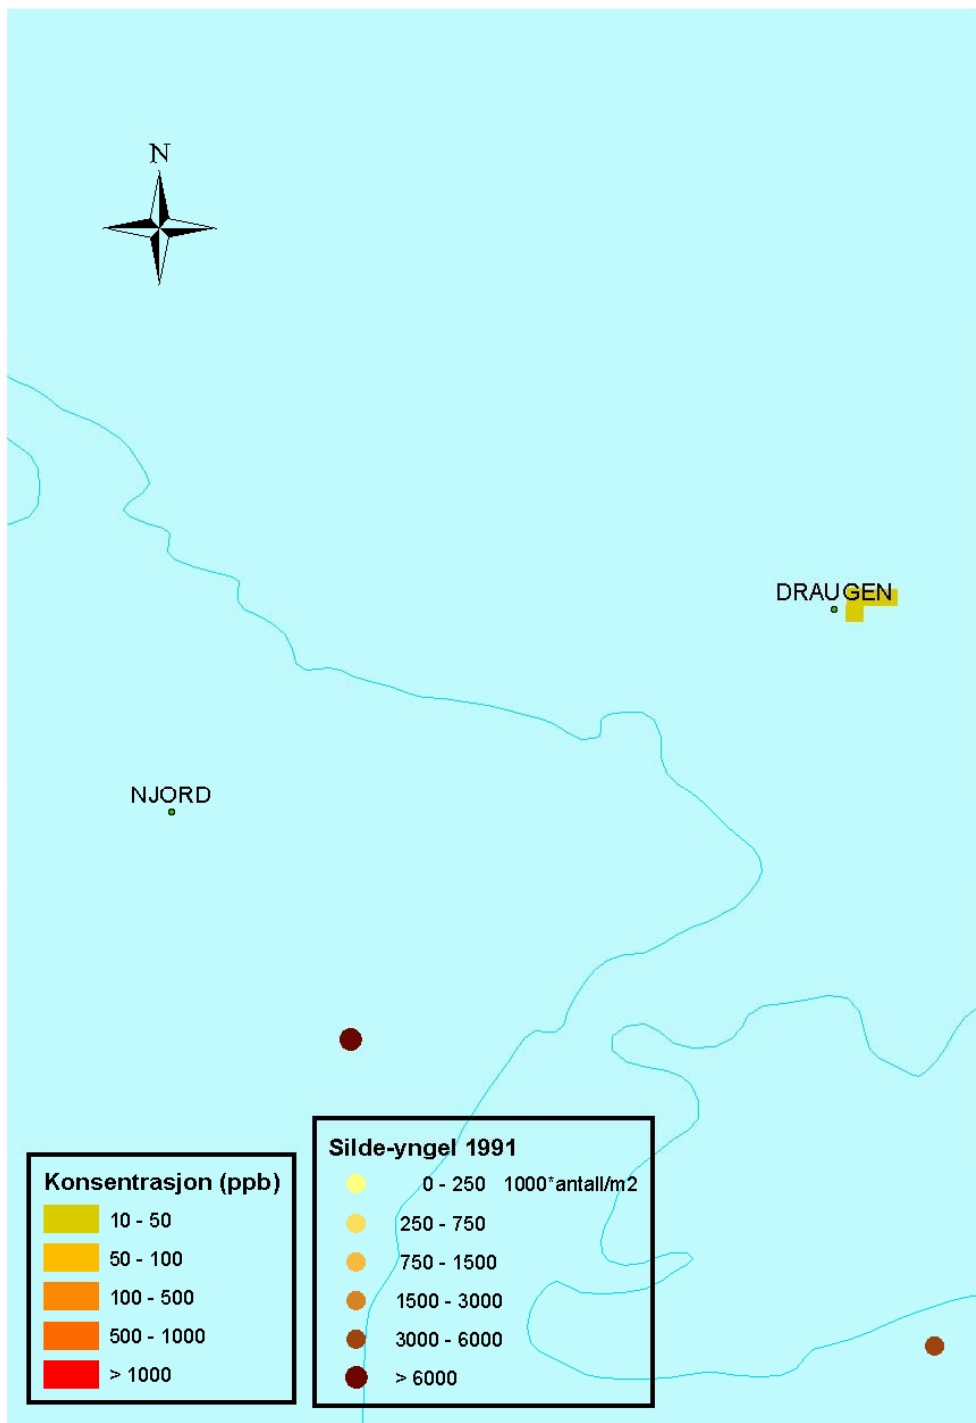 N
DRAUGEN
NJORD
Konsentrasjon (ppb)
10 - 50
50 - 100
100 - 500
500 - 1000
> 1000
Silde-yngel 1991
0 - 250 1000*antall/m2
250 - 750
750 - 1500
1500 - 3000
3000 - 6000
> 6000